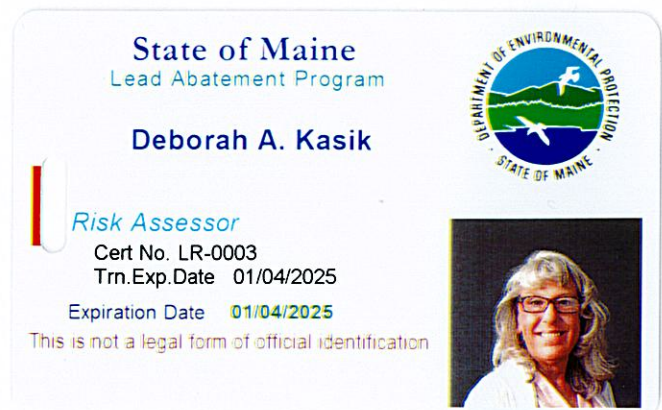 State of Maine
Lead Abatement Program
DEPARTMENT OF ENVIRONMENTAL PROTECTION
· STATE OF MAINE ·
Deborah A. Kasik
Risk Assessor
Cert No. LR-0003
Trn.Exp.Date 01/04/2025
Expiration Date 01/04/2025
This is not a legal form of official identification